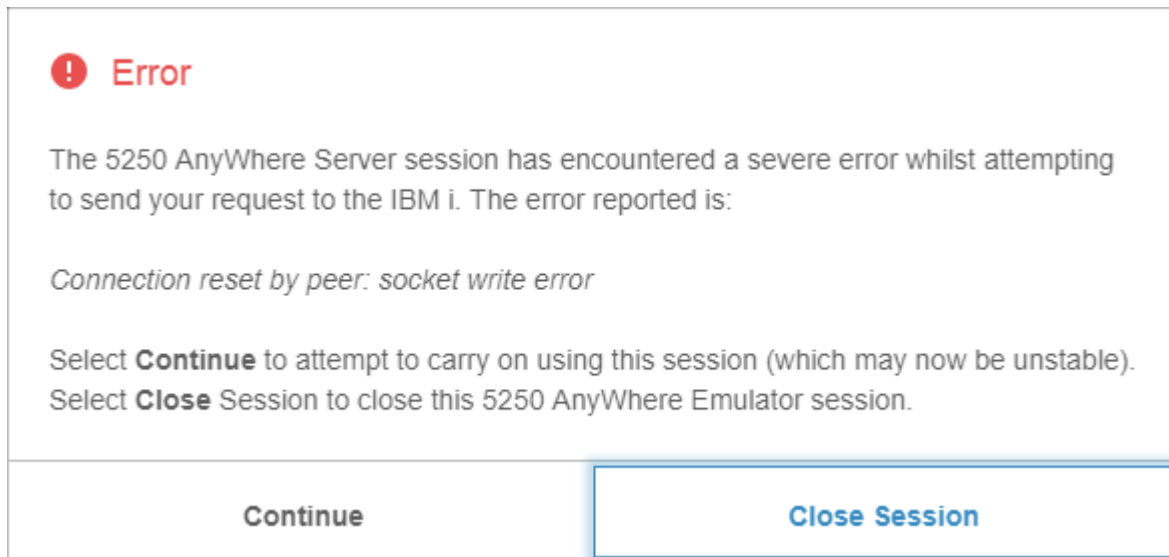 Error
The 5250 AnyWhere Server session has encountered a severe error whilst attempting
to send your request to the IBM i. The error reported is:
Connection reset by peer: socket write error
Select Continue to attempt to carry on using this session (which may now be unstable).
Select Close Session to close this 5250 AnyWhere Emulator session.
Continue
Close Session